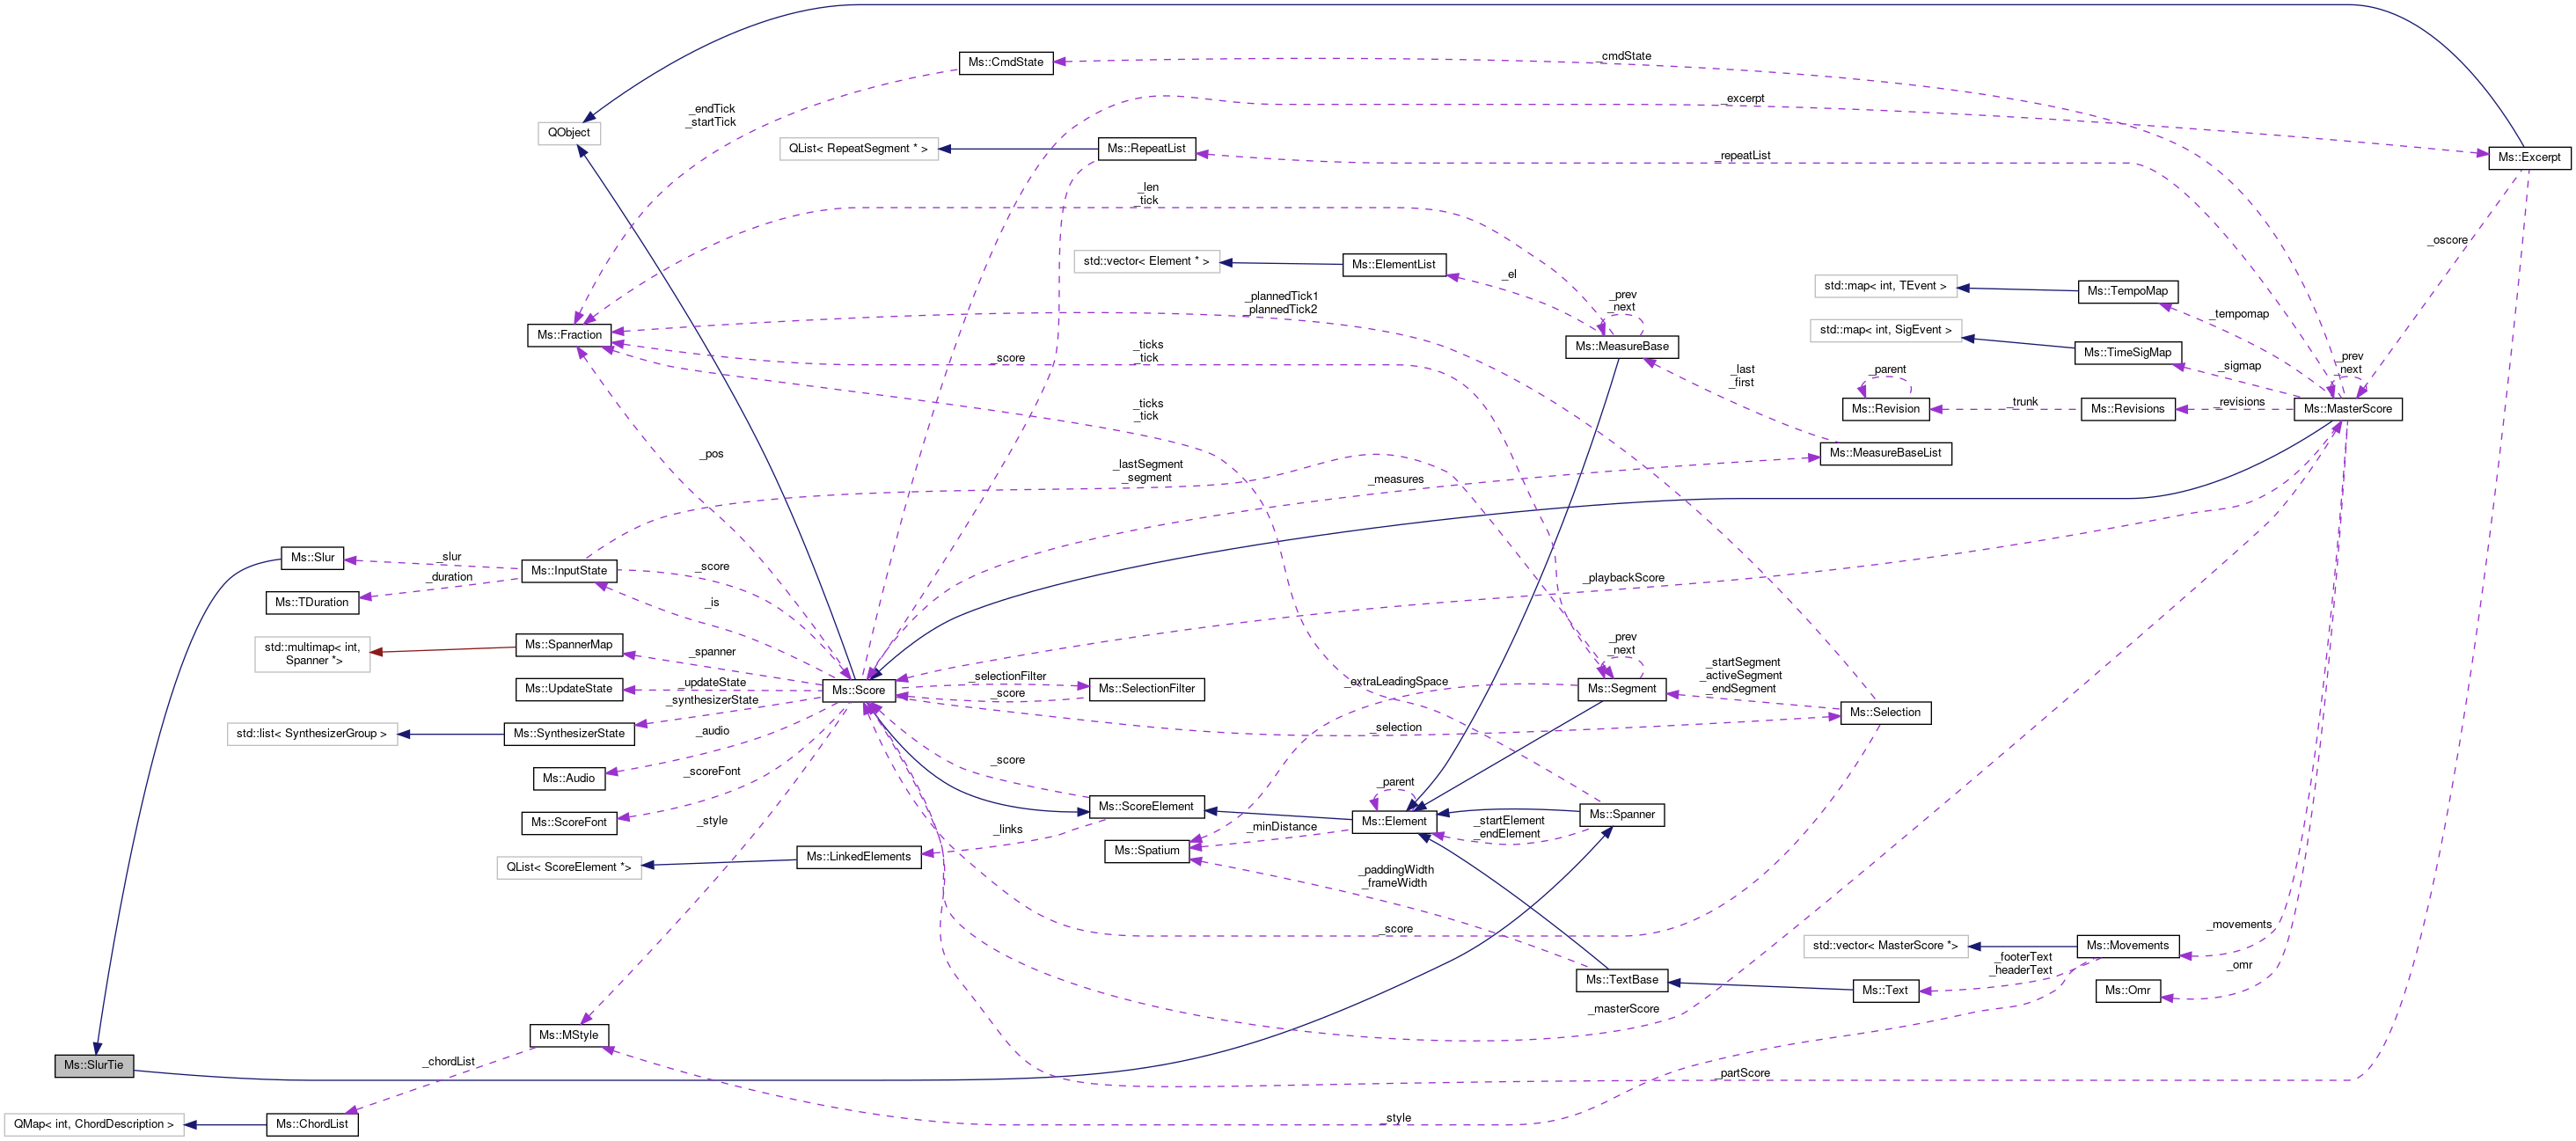 _cmdState
Ms::CmdState
_excerpt
_endTick
_startTick
QObject
QList< RepeatSegment * >
Ms::RepeatList
_repeatList
Ms::Excerpt
_len
_tick
_oscore
std::vector< Element * >
Ms::ElementList
_el
_plannedTick1
_plannedTick2
_prev
_next
std::map< int, TEvent >
Ms::TempoMap
_tempomap
Ms::Fraction
std::map< int, SigEvent >
Ms::MeasureBase
_score
_ticks
_tick
Ms::TimeSigMap
_sigmap
_prev
_next
_last
_first
_parent
_ticks
_tick
Ms::Revision
_trunk
Ms::Revisions
_revisions
Ms::MasterScore
_pos
Ms::MeasureBaseList
_lastSegment
_segment
_measures
Ms::Slur
_slur
Ms::InputState
_score
_duration
_playbackScore
Ms::TDuration
_is
std::multimap< int,
Spanner *>
Ms::SpannerMap
_spanner
_prev
_next
_startSegment
_activeSegment
_endSegment
Ms::UpdateState
_updateState
Ms::Score
_selectionFilter
_score
Ms::SelectionFilter
_extraLeadingSpace
Ms::Segment
_synthesizerState
std::list< SynthesizerGroup >
Ms::SynthesizerState
_audio
_selection
Ms::Selection
_score
_scoreFont
Ms::Audio
_parent
Ms::ScoreElement
Ms::ScoreFont
_style
_links
Ms::Element
_startElement
_endElement
Ms::Spanner
_minDistance
Ms::Spatium
Ms::LinkedElements
QList< ScoreElement *>
_paddingWidth
_frameWidth
_score
_movements
std::vector< MasterScore *>
Ms::Movements
_footerText
_headerText
_omr
Ms::TextBase
Ms::Text
Ms::Omr
_masterScore
Ms::MStyle
Ms::SlurTie
_chordList
_partScore
QMap< int, ChordDescription >
Ms::ChordList
_style